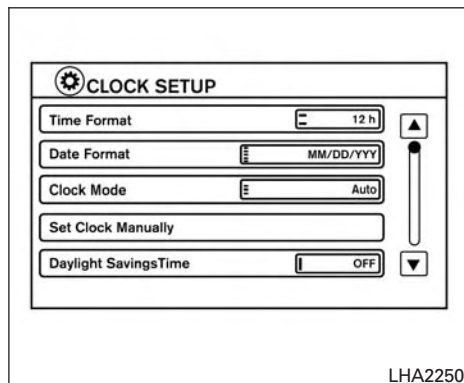 CLOCK SETUP
Time Format 12 h
Date Format MM/DD/YYY
Clock Mode Auto
Set Clock Manually
Daylight SavingsTime OFF
LHA2250